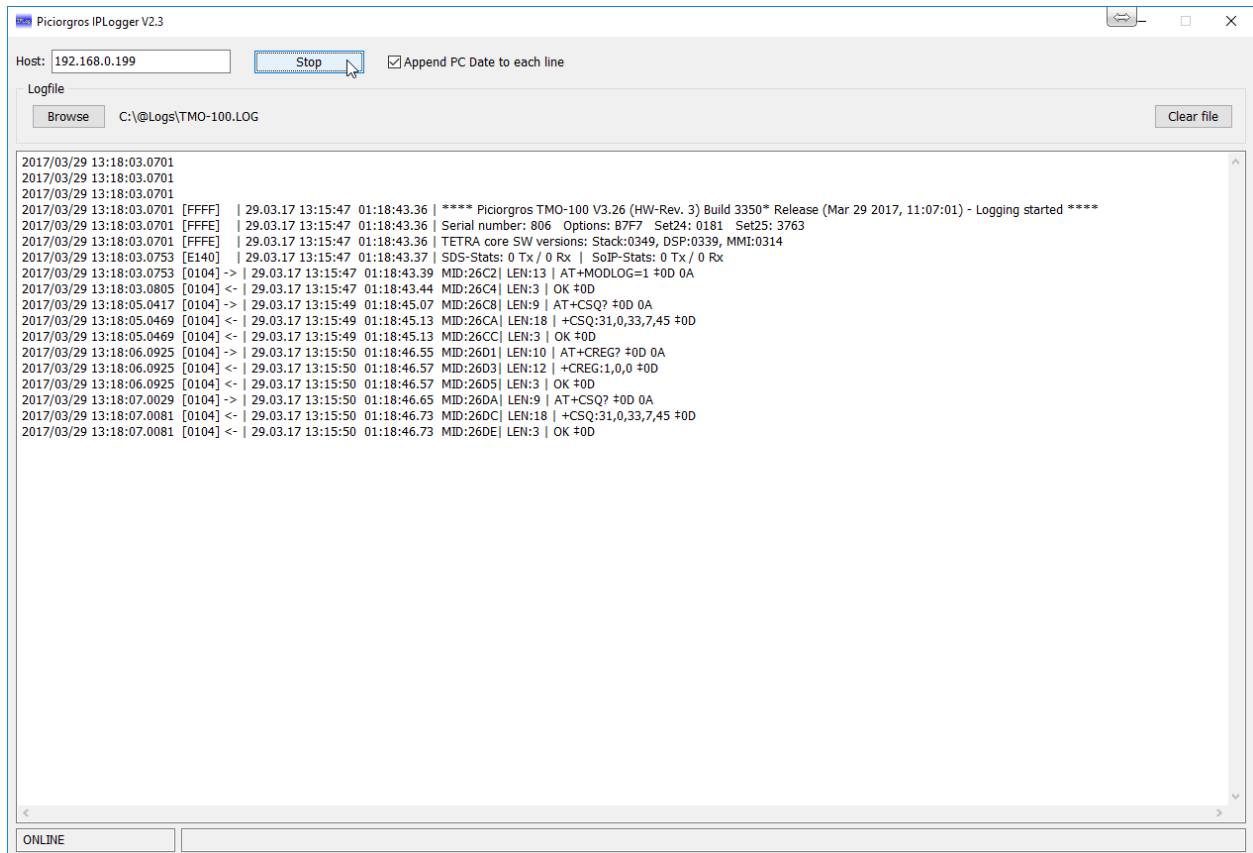 Piciorgros IPLogger V2.3
Host: 192.168.0.199 Stop Append PC Date to each line
Logfile
Browse C:\@Logs\TMO-100.LOG Clear file
2017/03/29 13:18:03.0701
2017/03/29 13:18:03.0701
2017/03/29 13:18:03.0701
2017/03/29 13:18:03.0701 [FFFF] | 29.03.17 13:15:47 01:18:43.36 | **** Piciorgros TMO-100 V3.26 (HW-Rev. 3) Build 3350* Release (Mar 29 2017, 11:07:01) - Logging started ****
2017/03/29 13:18:03.0701 [FFFE] | 29.03.17 13:15:47 01:18:43.36 | Serial number: 806 Options: B7F7 Set24: 0181 Set25: 3763
2017/03/29 13:18:03.0701 [FFFE] | 29.03.17 13:15:47 01:18:43.36 | TETRA core SW versions: Stack:0349, DSP:0339, MMI:0314
2017/03/29 13:18:03.0753 [E140] | 29.03.17 13:15:47 01:18:43.37 | SDS-Stats: 0 Tx / 0 Rx | SoIP-Stats: 0 Tx / 0 Rx
2017/03/29 13:18:03.0753 [0104] -> | 29.03.17 13:15:47 01:18:43.39 MID:26C2| LEN:13 | AT+MODLOG=1 ‡0D 0A
2017/03/29 13:18:03.0805 [0104] <- | 29.03.17 13:15:47 01:18:43.44 MID:26C4| LEN:3 | OK ‡0D
2017/03/29 13:18:05.0417 [0104] -> | 29.03.17 13:15:49 01:18:45.07 MID:26C8| LEN:9 | AT+CSQ? ‡0D 0A
2017/03/29 13:18:05.0469 [0104] <- | 29.03.17 13:15:49 01:18:45.13 MID:26CA| LEN:18 | +CSQ:31,0,33,7,45 ‡0D
2017/03/29 13:18:05.0469 [0104] <- | 29.03.17 13:15:49 01:18:45.13 MID:26CC| LEN:3 | OK ‡0D
2017/03/29 13:18:06.0925 [0104] -> | 29.03.17 13:15:50 01:18:46.55 MID:26D1| LEN:10 | AT+CREG? ‡0D 0A
2017/03/29 13:18:06.0925 [0104] <- | 29.03.17 13:15:50 01:18:46.57 MID:26D3| LEN:12 | +CREG:1,0,0 ‡0D
2017/03/29 13:18:06.0925 [0104] <- | 29.03.17 13:15:50 01:18:46.57 MID:26D5| LEN:3 | OK ‡0D
2017/03/29 13:18:07.0029 [0104] -> | 29.03.17 13:15:50 01:18:46.65 MID:26DA| LEN:9 | AT+CSQ? ‡0D 0A
2017/03/29 13:18:07.0081 [0104] <- | 29.03.17 13:15:50 01:18:46.73 MID:26DC| LEN:18 | +CSQ:31,0,33,7,45 ‡0D
2017/03/29 13:18:07.0081 [0104] <- | 29.03.17 13:15:50 01:18:46.73 MID:26DE| LEN:3 | OK ‡0D
ONLINE